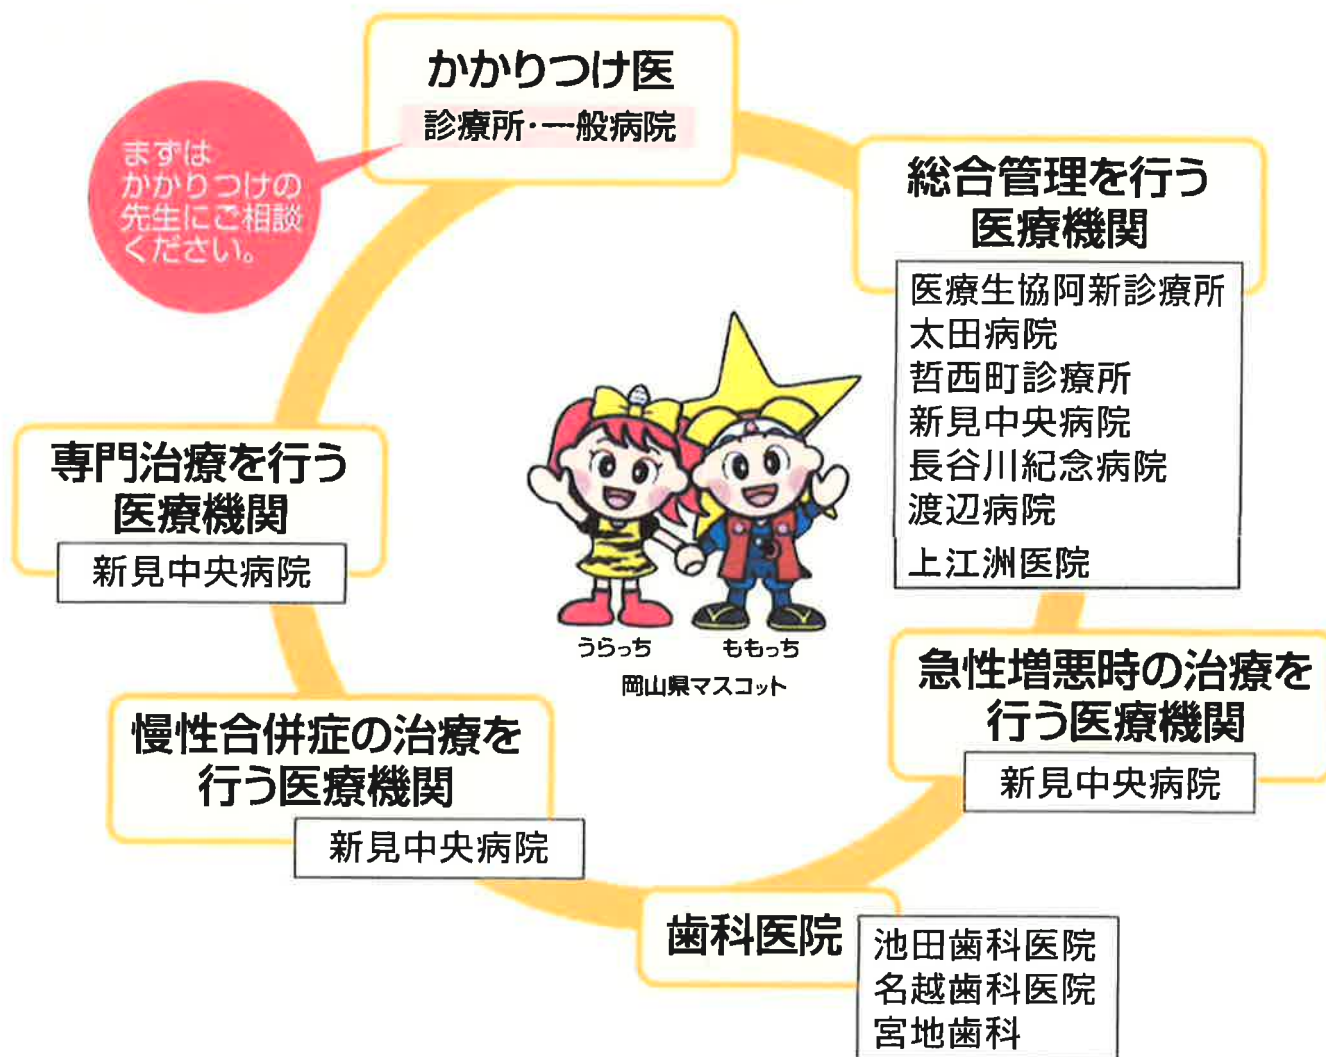 かかりつけ医
診療所・一般病院
まずは
かかりつけの
先生にご相談
ください。
総合管理を行う
医療機関
医療生協阿新診療所
太田病院
哲西町診療所
新見中央病院
長谷川紀念病院
渡辺病院
上江洲医院
専門治療を行う
医療機関
新見中央病院
うらっち
ももっち
岡山県マスコット
急性増悪時の治療を
行う医療機関
新見中央病院
慢性合併症の治療を
行う医療機関
新見中央病院
歯科医院
池田歯科医院
名越歯科医院
宮地歯科